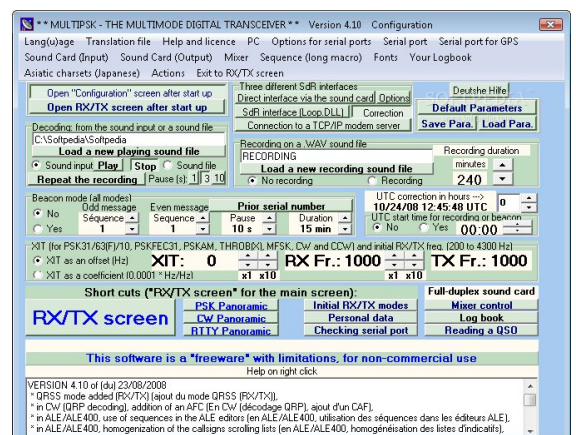 ** MULTIPSK - THE MULTIMODE DIGITAL TRANSCEIVER ** Version 4.10 Configuration
Lang(u)age Translation file Help and licence PC Options for serial ports Serial port Serial port for GPS
Sound Card (Input) Sound Card (Output) Mixer Sequence (long macro) Fonts Your Logbook
Asiatic charsets (Japanese) Actions Exit to RX/TX screen
Open "Configuration" screen after start up
Open RX/TX screen after start up
Three different SdR interfaces
Direct interface via the sound card Options
SdR interface (Loop.DLL) Correction
Connection to a TCP/IP modem server
Deutshe Hilfe
Default Parameters
Save Para. Load Para.
Decoding: from the sound input or a sound file
C:\Softpedia\Softpedia
Load a new playing sound file
Sound input Play Stop Sound file
Repeat the recording Pause (s): 1 3 10
Recording on a .WAV sound file
RECORDING
Load a new recording sound file
No recording Recording
Recording duration
minutes
240
Beacon mode (all modes)
No
Yes
Odd message
Séquence
1
Even message
Sequence
1
Prior serial number
Pause
10 s
Duration
15 min
UTC correction in hours --->
10/24/08 12:45:48 UTC
0
UTC start time for recording or beacon
No Yes 00:00
XIT (for PSK31/63(F)/10, PSKFEC31, PSKAM, THROB(X), MFSK, CW and CCW) and initial RX/TX freq. (200 to 4300 Hz)
XIT as an offset (Hz)
XIT as a coefficient (0.0001 * Hz/Hz)
XIT: 0
x1 x10
RX Fr.: 1000
x1 x10
TX Fr.: 1000
Short cuts ("RX/TX screen" for the main screen):
RX/TX screen
PSK Panoramic
CW Panoramic
RTTY Panoramic
Initial RX/TX modes
Personal data
Checking serial port
Full-duplex sound card
Mixer control
Log book
Reading a QSO
This software is a "freeware" with limitations, for non-commercial use
Help on right click
VERSION 4.10 of (du) 23/08/2008
* QRSS mode added (RX/TX) (ajout du mode QRSS (RX/TX)),
* in CW (QRP decoding), addition of an AFC (En CW (décodage QRP), ajout d'un CAF),
* in ALE/ALE400, use of sequences in the ALE editors (en ALE/ALE400, utilisation des séquences dans les éditeurs ALE),
* in ALE/ALE400, homogenization of the callsigns scrolling lists (en ALE/ALE400, homogénéisation des listes d'indicatifs),